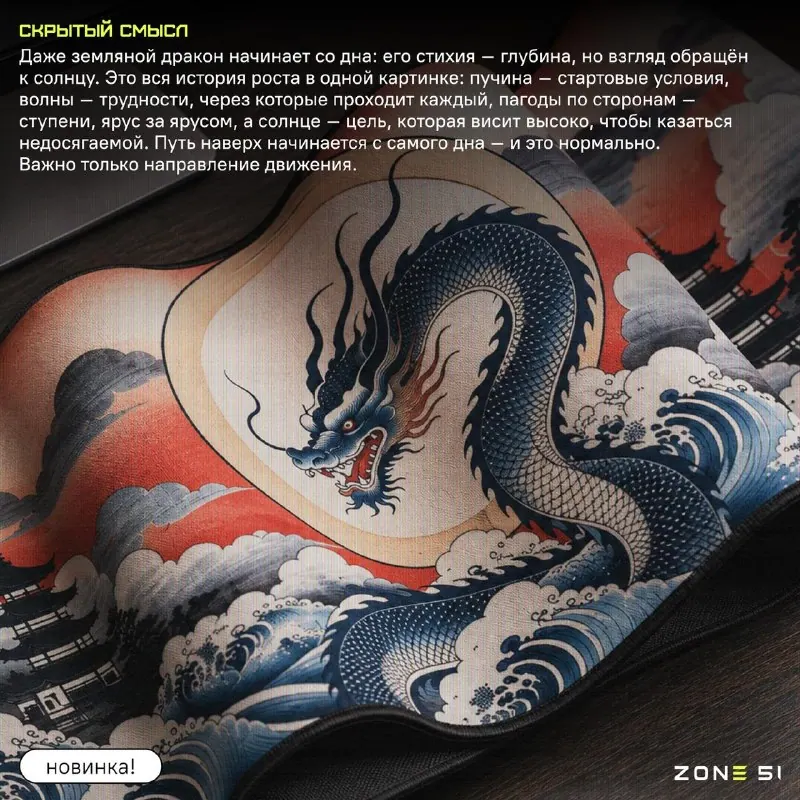 СКРЫТЫЙ СМЫСЛ
Даже земляной дракон начинает со дна: его стихия — глубина, но взгляд обращён
к солнцу. Это вся история роста в одной картинке: пучина — стартовые условия,
волны — трудности, через которые проходит каждый, пагоды по сторонам —
ступени, ярус за ярусом, а солнце — цель, которая висит высоко, чтобы казаться
недосягаемой. Путь наверх начинается с самого дна — и это нормально.
Важно только направление движения.
новинка!
ZONE 51